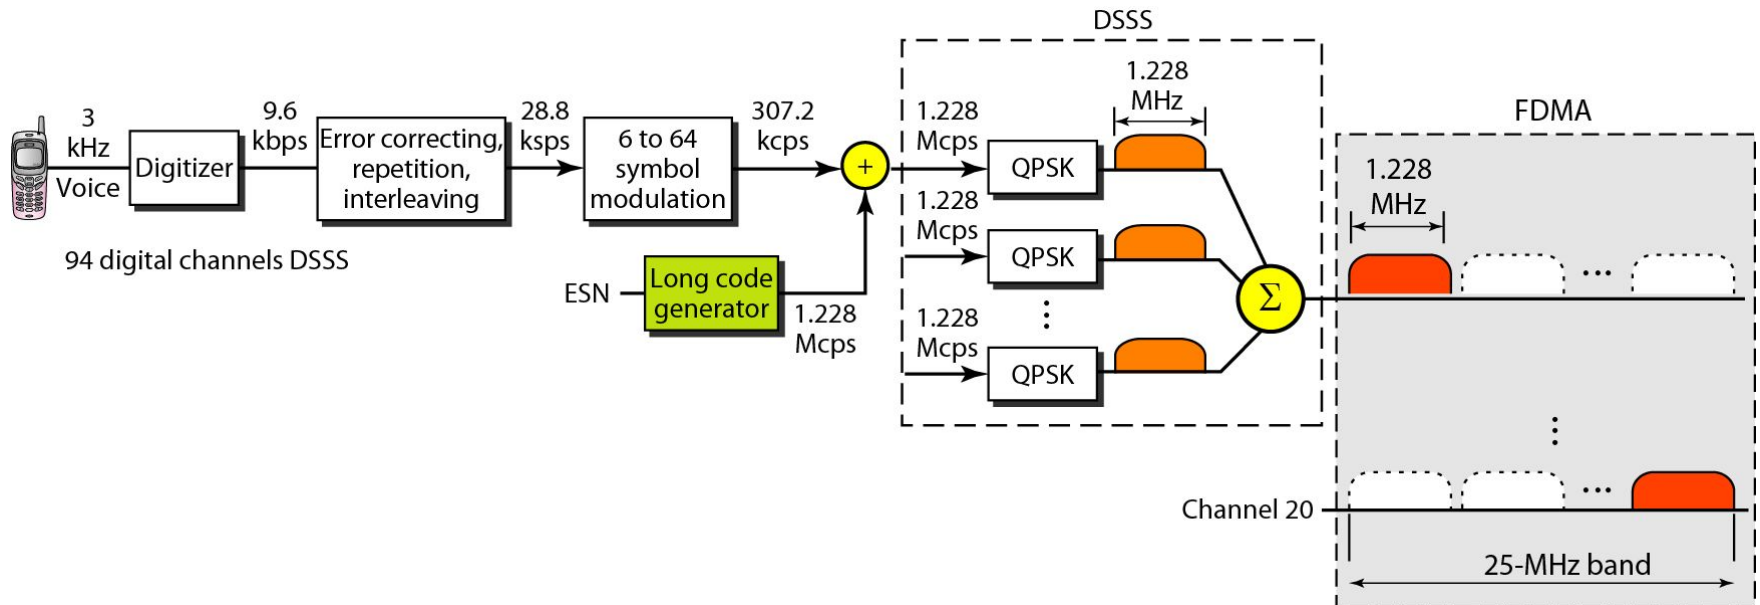 DSSS
3
kHz
Voice
Digitizer
9.6
kbps
Error correcting,
repetition,
interleaving
28.8
ksps
6 to 64
symbol
modulation
307.2
kcps
+
94 digital channels DSSS
ESN
Long code
generator
1.228
Mcps
1.228
Mcps
QPSK
1.228
MHz
1.228
Mcps
QPSK
1.228
Mcps
QPSK
Σ
FDMA
1.228
MHz
Channel 20
25-MHz band